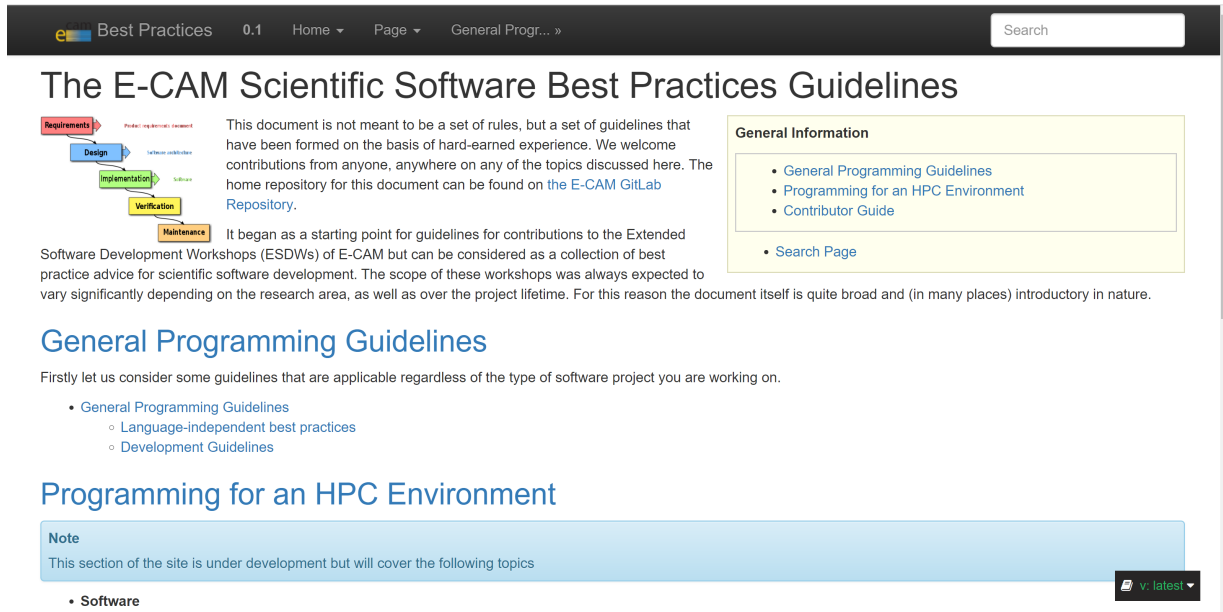 e cam Best Practices 0.1 Home Page General Progr... » Search
The E-CAM Scientific Software Best Practices Guidelines
Requirements Product requirements document
Design Software architecture
Implementation Software
Verification
Maintenance
This document is not meant to be a set of rules, but a set of guidelines that
have been formed on the basis of hard-earned experience. We welcome
contributions from anyone, anywhere on any of the topics discussed here. The
home repository for this document can be found on the E-CAM GitLab
Repository.
It began as a starting point for guidelines for contributions to the Extended
Software Development Workshops (ESDWs) of E-CAM but can be considered as a collection of best
practice advice for scientific software development. The scope of these workshops was always expected to
vary significantly depending on the research area, as well as over the project lifetime. For this reason the document itself is quite broad and (in many places) introductory in nature.
General Information
• General Programming Guidelines
• Programming for an HPC Environment
• Contributor Guide
• Search Page
General Programming Guidelines
Firstly let us consider some guidelines that are applicable regardless of the type of software project you are working on.
• General Programming Guidelines
◦ Language-independent best practices
◦ Development Guidelines
Programming for an HPC Environment
Note
This section of the site is under development but will cover the following topics
• Software
v: latest